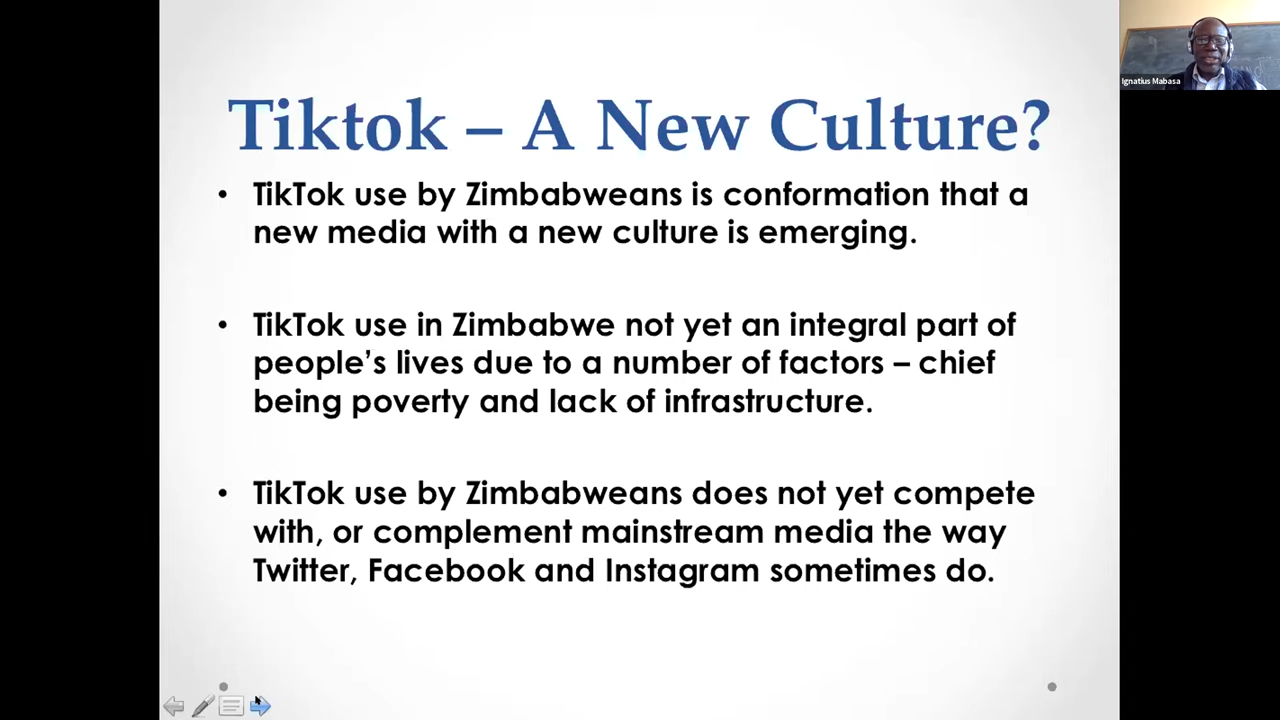 Tiktok – A New Culture?
• TikTok use by Zimbabweans is conformation that a
new media with a new culture is emerging.
• TikTok use in Zimbabwe not yet an integral part of
people’s lives due to a number of factors – chief
being poverty and lack of infrastructure.
• TikTok use by Zimbabweans does not yet compete
with, or complement mainstream media the way
Twitter, Facebook and Instagram sometimes do.
Ignatius Mabasa